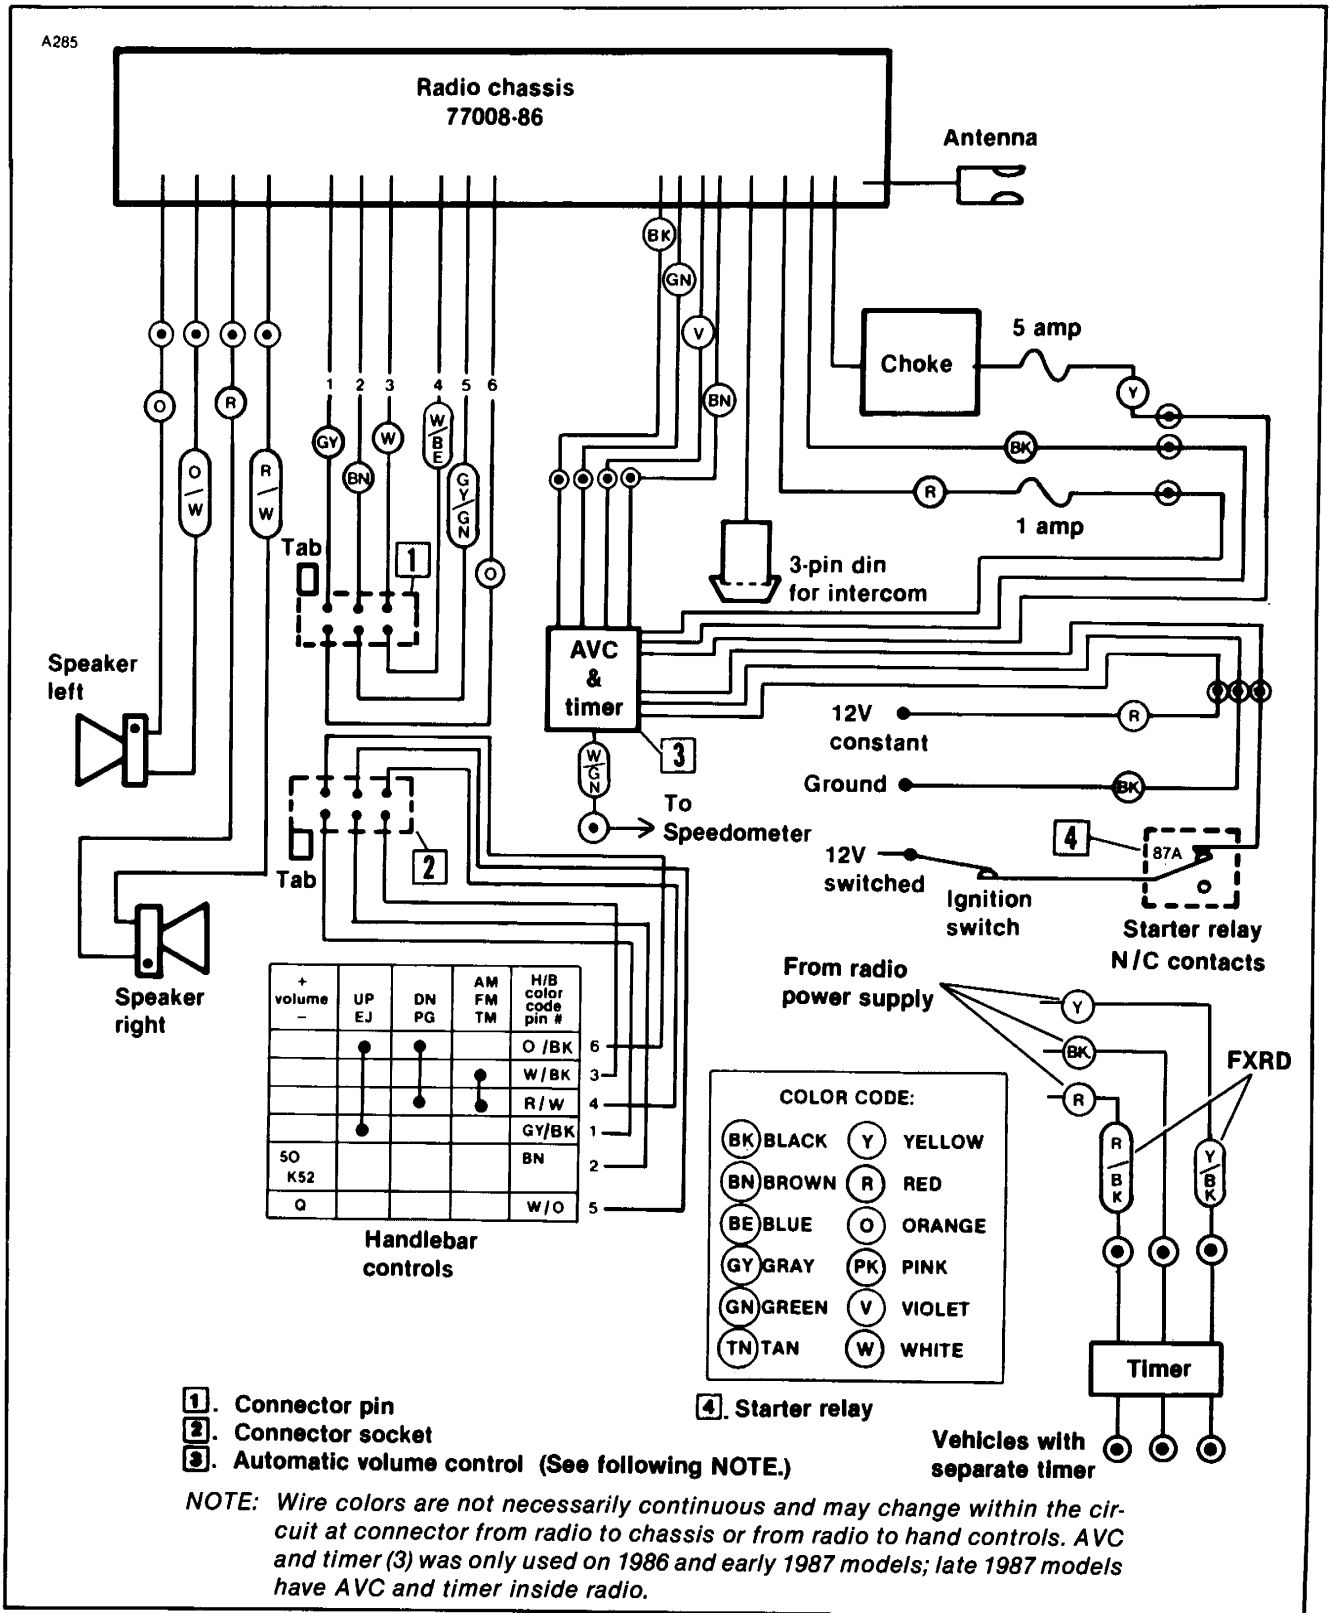 A285
Radio chassis
77008-86
Antenna
BK
GN
V
BN
Choke
5 amp
Y
BK
R
1 amp
1 2 3 4 5 6
O
R
O/W
R/W
GY
BN
W
W/BE
GY/GN
O
Tab
1
3-pin din
for intercom
AVC
&
timer
3
W/GN
To
Speedometer
Speaker
left
Speaker
right
Tab
2
12V
constant
R
Ground
BK
12V
switched
Ignition
switch
4
87A
Starter relay
N/C contacts
+
volume
–
UP
EJ
DN
PG
AM
FM
TM
H/B
color
code
pin #
O /BK 6
W/BK 3
R/W 4
GY/BK 1
50
K52
BN 2
Q
W/O 5
Handlebar
controls
From radio
power supply
Y
BK
R
FXRD
R/BK
Y/BK
Timer
Vehicles with
separate timer
COLOR CODE:
BK BLACK Y YELLOW
BN BROWN R RED
BE BLUE O ORANGE
GY GRAY PK PINK
GN GREEN V VIOLET
TN TAN W WHITE
1. Connector pin
2. Connector socket
3. Automatic volume control (See following NOTE.)
4. Starter relay
NOTE: Wire colors are not necessarily continuous and may change within the cir-
cuit at connector from radio to chassis or from radio to hand controls. AVC
and timer (3) was only used on 1986 and early 1987 models; late 1987 models
have AVC and timer inside radio.